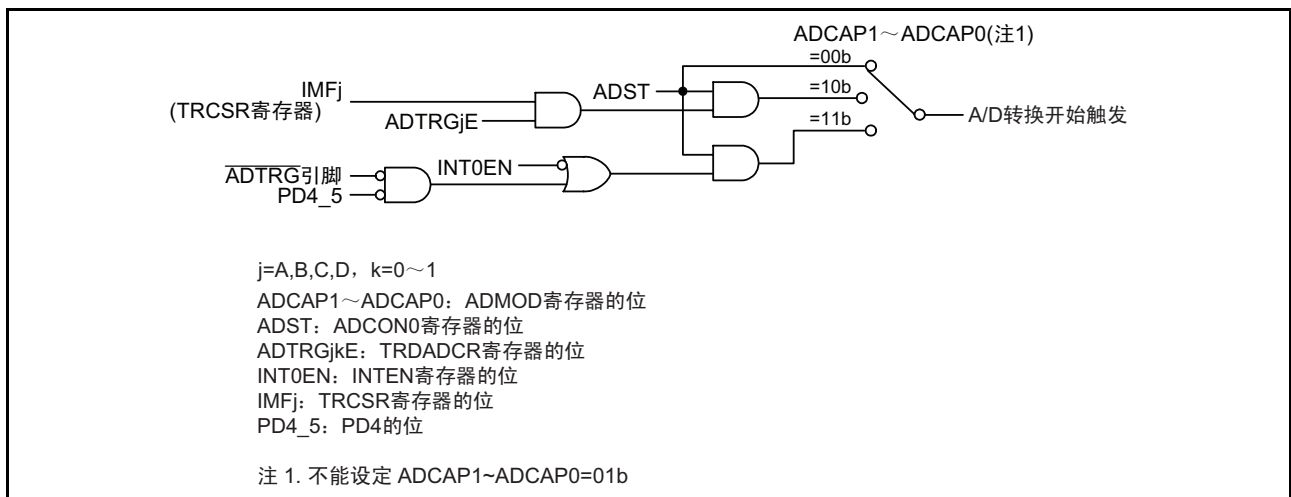 ADCAP1～ADCAP0(注1)
=00b
IMFj
(TRCSR寄存器)
ADTRGjE
ADST
=10b
=11b
A/D转换开始触发
ADTRG引脚
PD4_5
INT0EN
j=A,B,C,D，k=0～1
ADCAP1～ADCAP0：ADMOD寄存器的位
ADST：ADCON0寄存器的位
ADTRGjkE：TRDADCR寄存器的位
INT0EN：INTEN寄存器的位
IMFj：TRCSR寄存器的位
PD4_5：PD4的位
注 1. 不能设定 ADCAP1~ADCAP0=01b